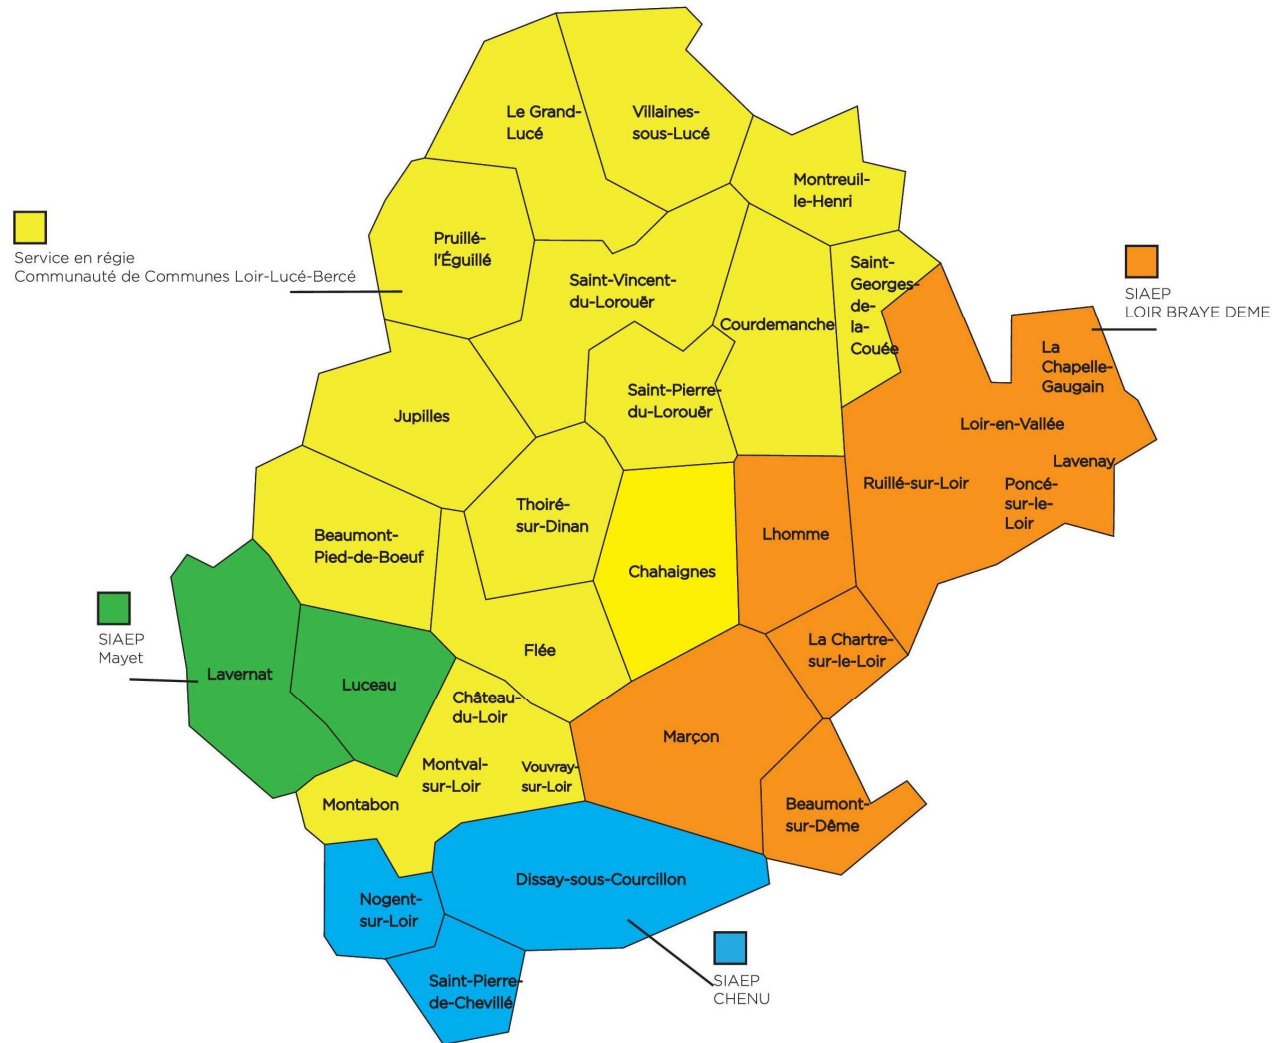 Le Grand-
Lucé
Villaines-
sous-Lucé
Montreuil-
le-Henri
Pruillé-
l'Éguillé
Service en régie
Communauté de Communes Loir-Lucé-Bercé
Saint-Vincent-
du-Lorouër
Saint-
Georges-
de-
la-
Couée
Courdemanche
SIAEP
LOIR BRAYE DEME
La
Chapelle-
Gaugain
Saint-Pierre-
du-Lorouër
Jupilles
Loir-en-Vallée
Lavenay
Ruillé-sur-Loir
Poncé-
sur-le-
Loir
Thoiré-
sur-Dinan
Beaumont-
Pied-de-Boeuf
Lhomme
Chahaignes
SIAEP
Mayet
Flée
La Chartre-
sur-le-Loir
Lavernat
Luceau
Château-
du-Loir
Marçon
Montval-
sur-Loir
Vouvray-
sur-Loir
Montabon
Beaumont-
sur-Dême
Dissay-sous-Courcillon
Nogent-
sur-Loir
Saint-Pierre-
de-Chevillé
SIAEP
CHENU